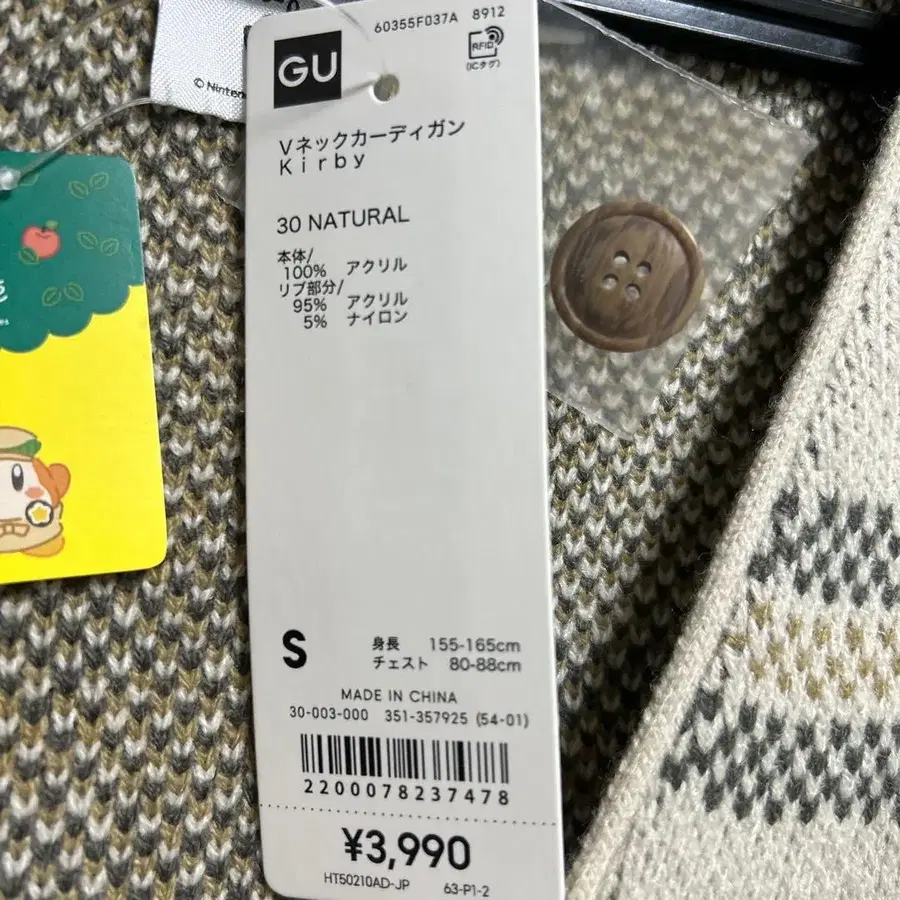 © Ninten
GU
60355F037A 8912
RFID
(ICタグ)
Vネックカーディガン
Kirby
30 NATURAL
本体/
100% アクリル
リブ部分/
95% アクリル
5% ナイロン
S
身長 155-165cm
チェスト 80-88cm
MADE IN CHINA
30-003-000 351-357925 (54-01)
2200078237478
¥3,990
HT50210AD-JP 63-P1-2